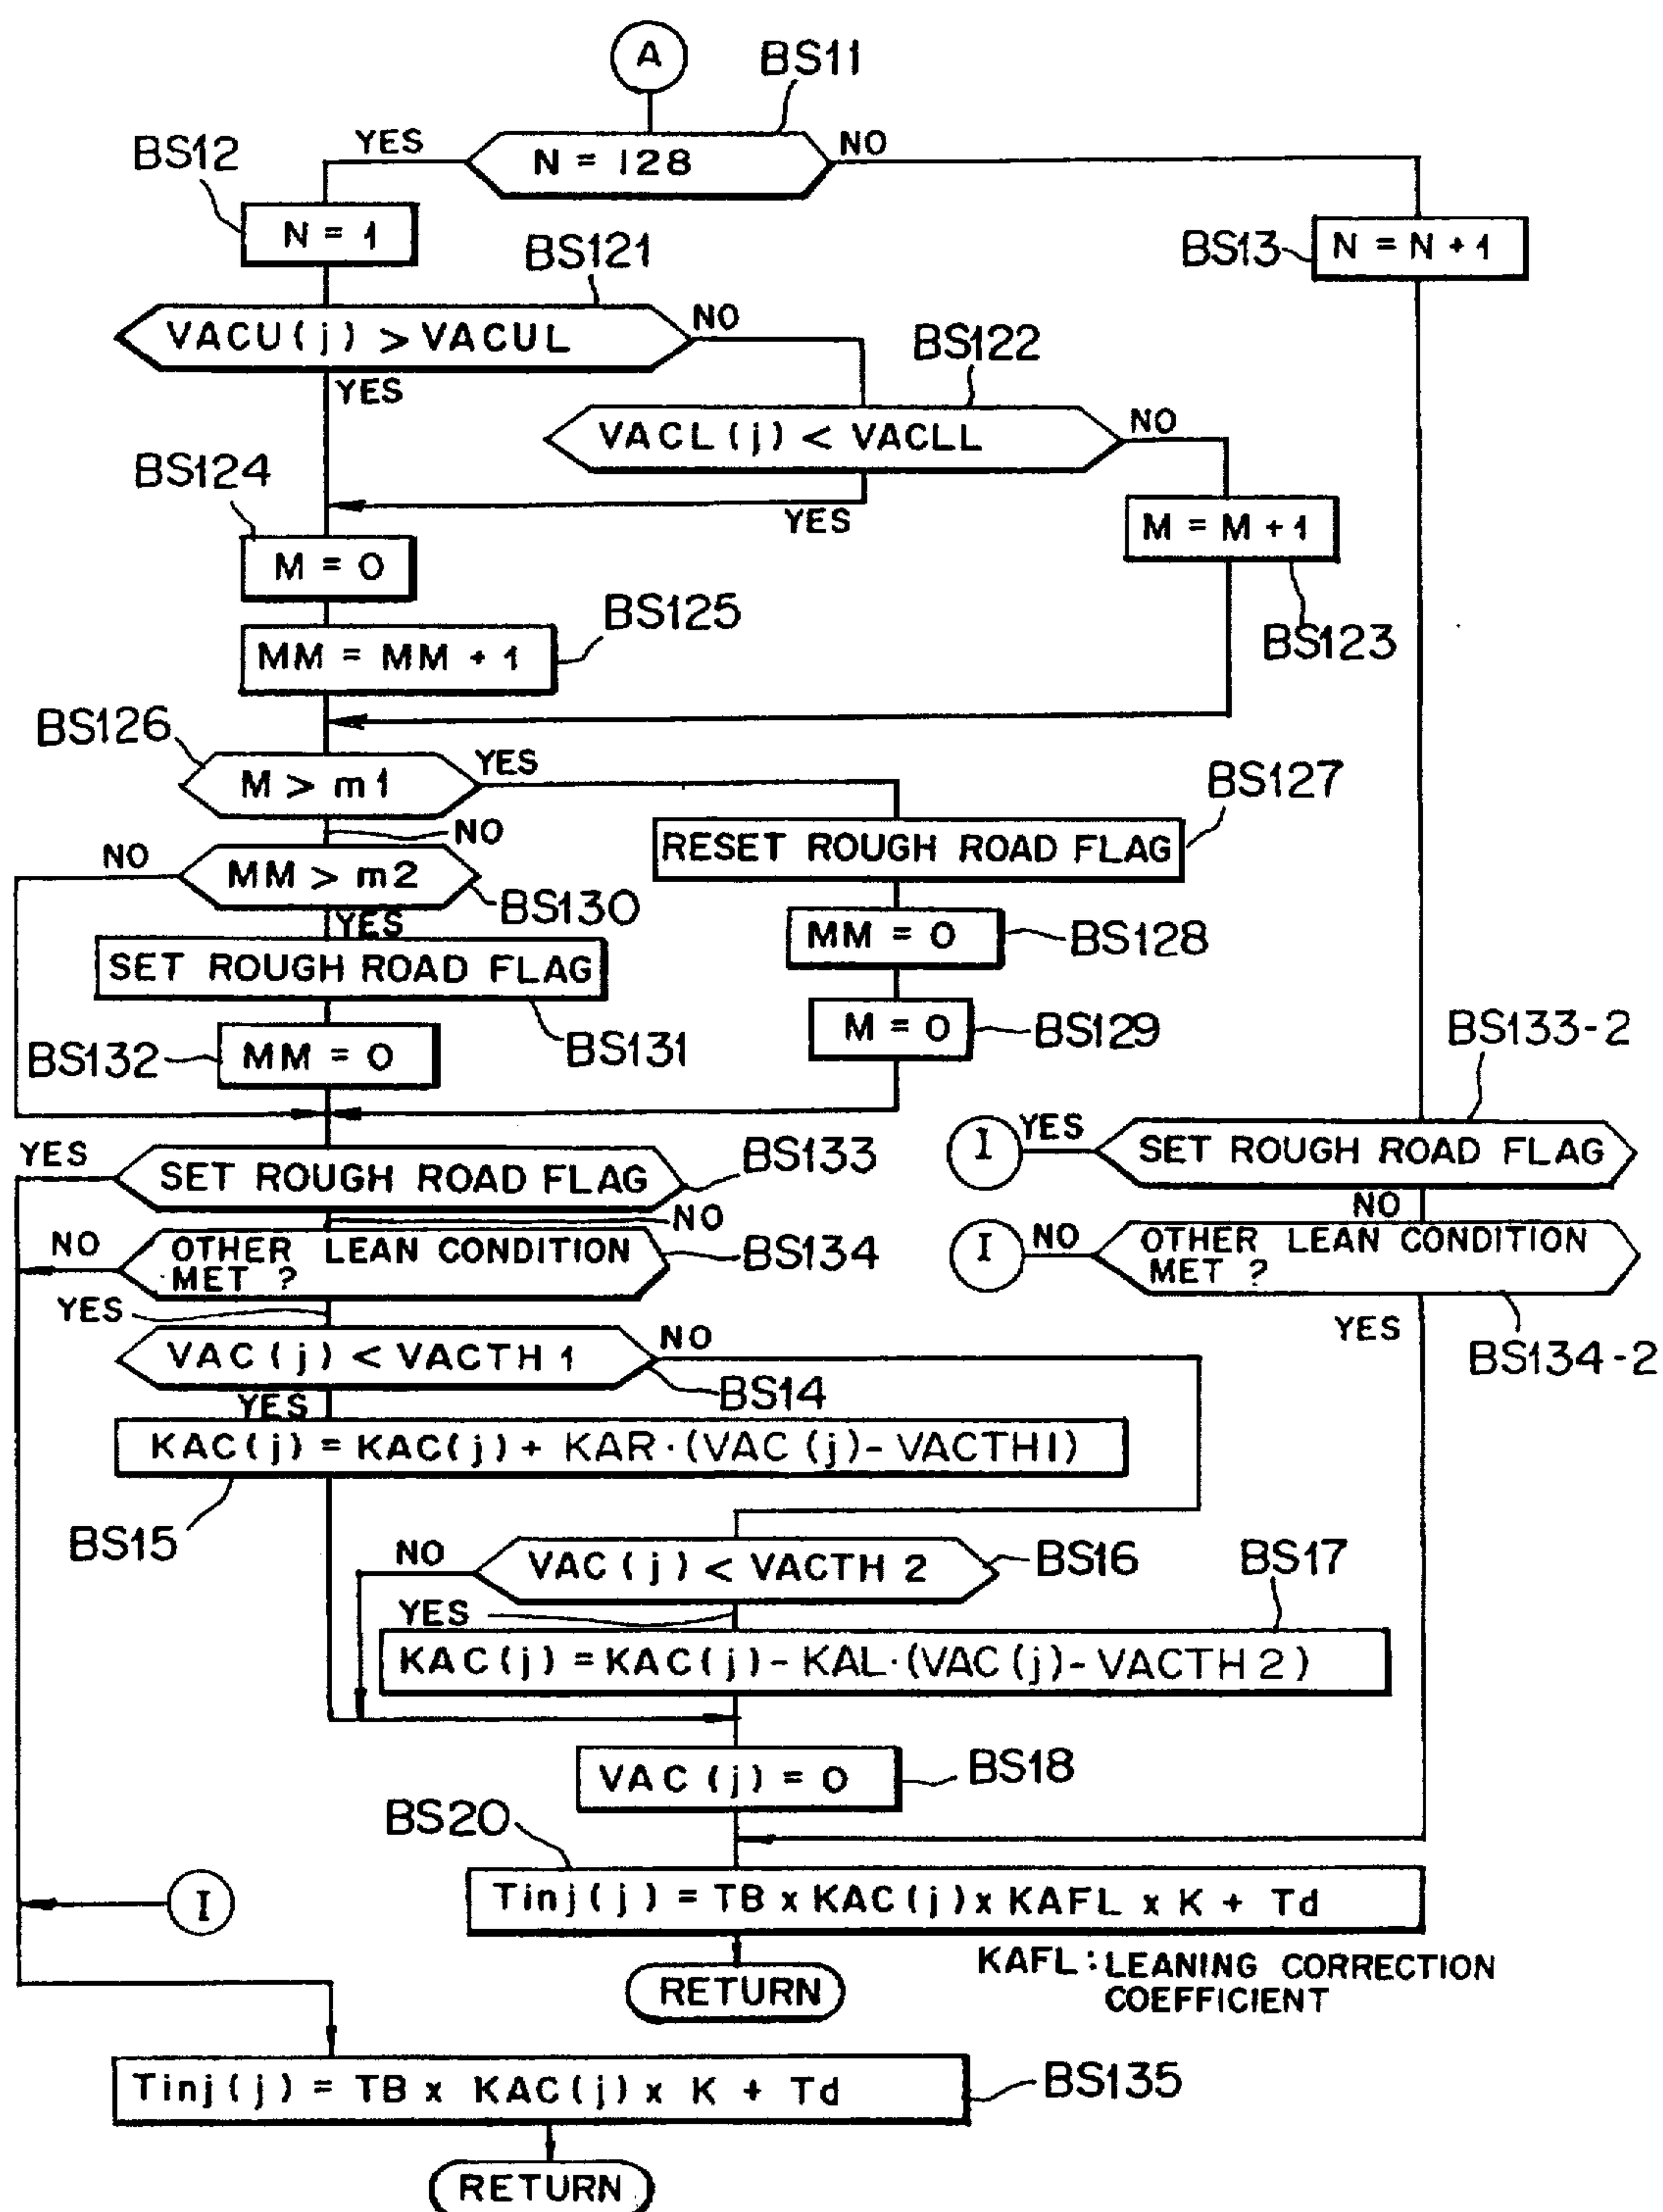 A
BS11
YES
N = 128
NO
BS12
N = 1
BS13
N = N + 1
BS121
VACU(j) > VACUL
NO
YES
BS122
VACL(j) < VACLL
NO
YES
BS124
M = 0
M = M + 1
BS123
BS125
MM = MM + 1
BS126
M > m1
YES
NO
BS127
RESET ROUGH ROAD FLAG
NO
MM > m2
BS130
YES
MM = 0
BS128
SET ROUGH ROAD FLAG
BS131
M = 0
BS129
BS132
MM = 0
BS133-2
YES
SET ROUGH ROAD FLAG
BS133
NO
I
YES
SET ROUGH ROAD FLAG
NO
NO
OTHER LEAN CONDITION
MET ?
BS134
YES
I
NO
OTHER LEAN CONDITION
MET ?
YES
BS134-2
VAC(j) < VACTH 1
NO
BS14
YES
KAC(j) = KAC(j) + KAR·(VAC(j)-VACTH1)
BS15
NO
VAC(j) < VACTH 2
BS16
BS17
YES
KAC(j) = KAC(j) - KAL·(VAC(j)-VACTH2)
VAC(j) = 0
BS18
BS20
Tinj(j) = TB x KAC(j) x KAFL x K + Td
I
RETURN
KAFL : LEANING CORRECTION
COEFFICIENT
Tinj(j) = TB x KAC(j) x K + Td
BS135
RETURN